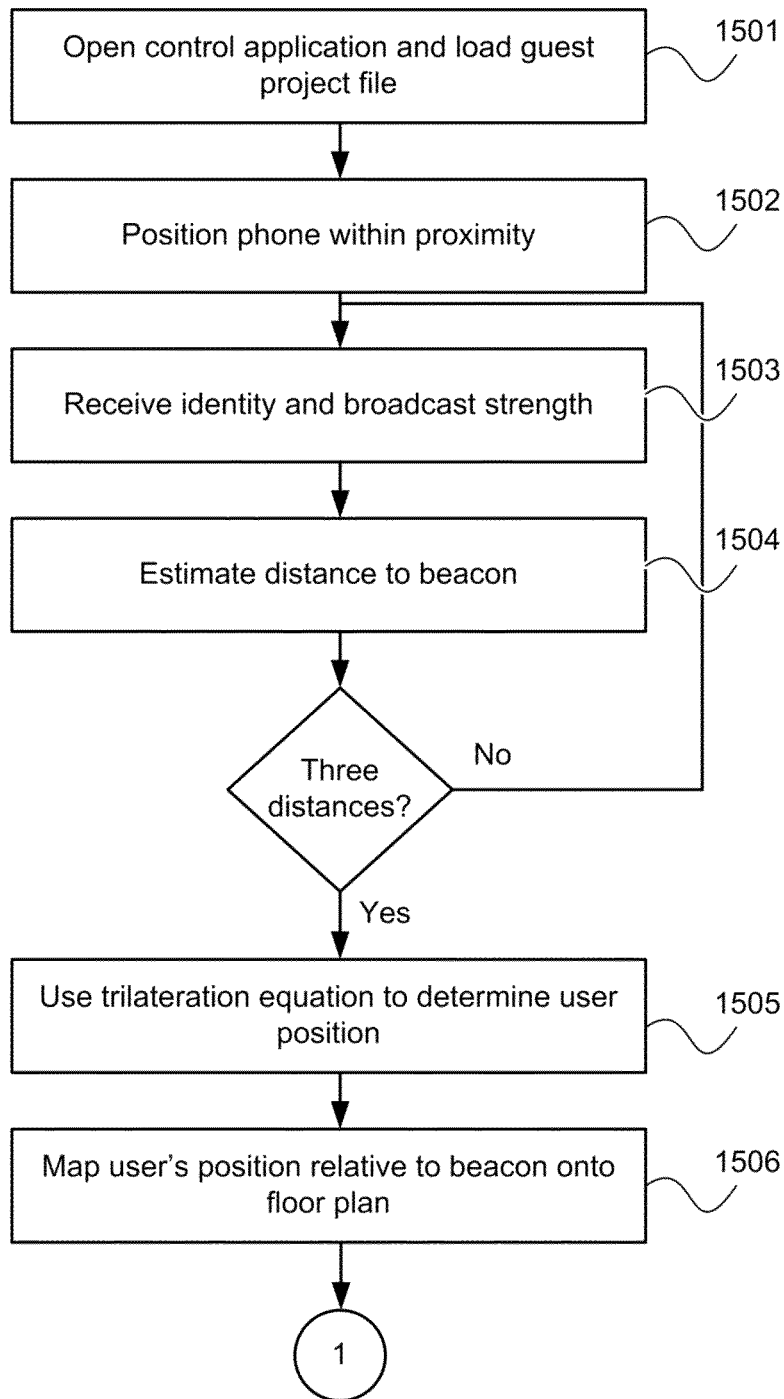 Open control application and load guest
project file
1501
Position phone within proximity
1502
Receive identity and broadcast strength
1503
Estimate distance to beacon
1504
Three
distances?
No
Yes
Use trilateration equation to determine user
position
1505
Map user's position relative to beacon onto
floor plan
1506
1